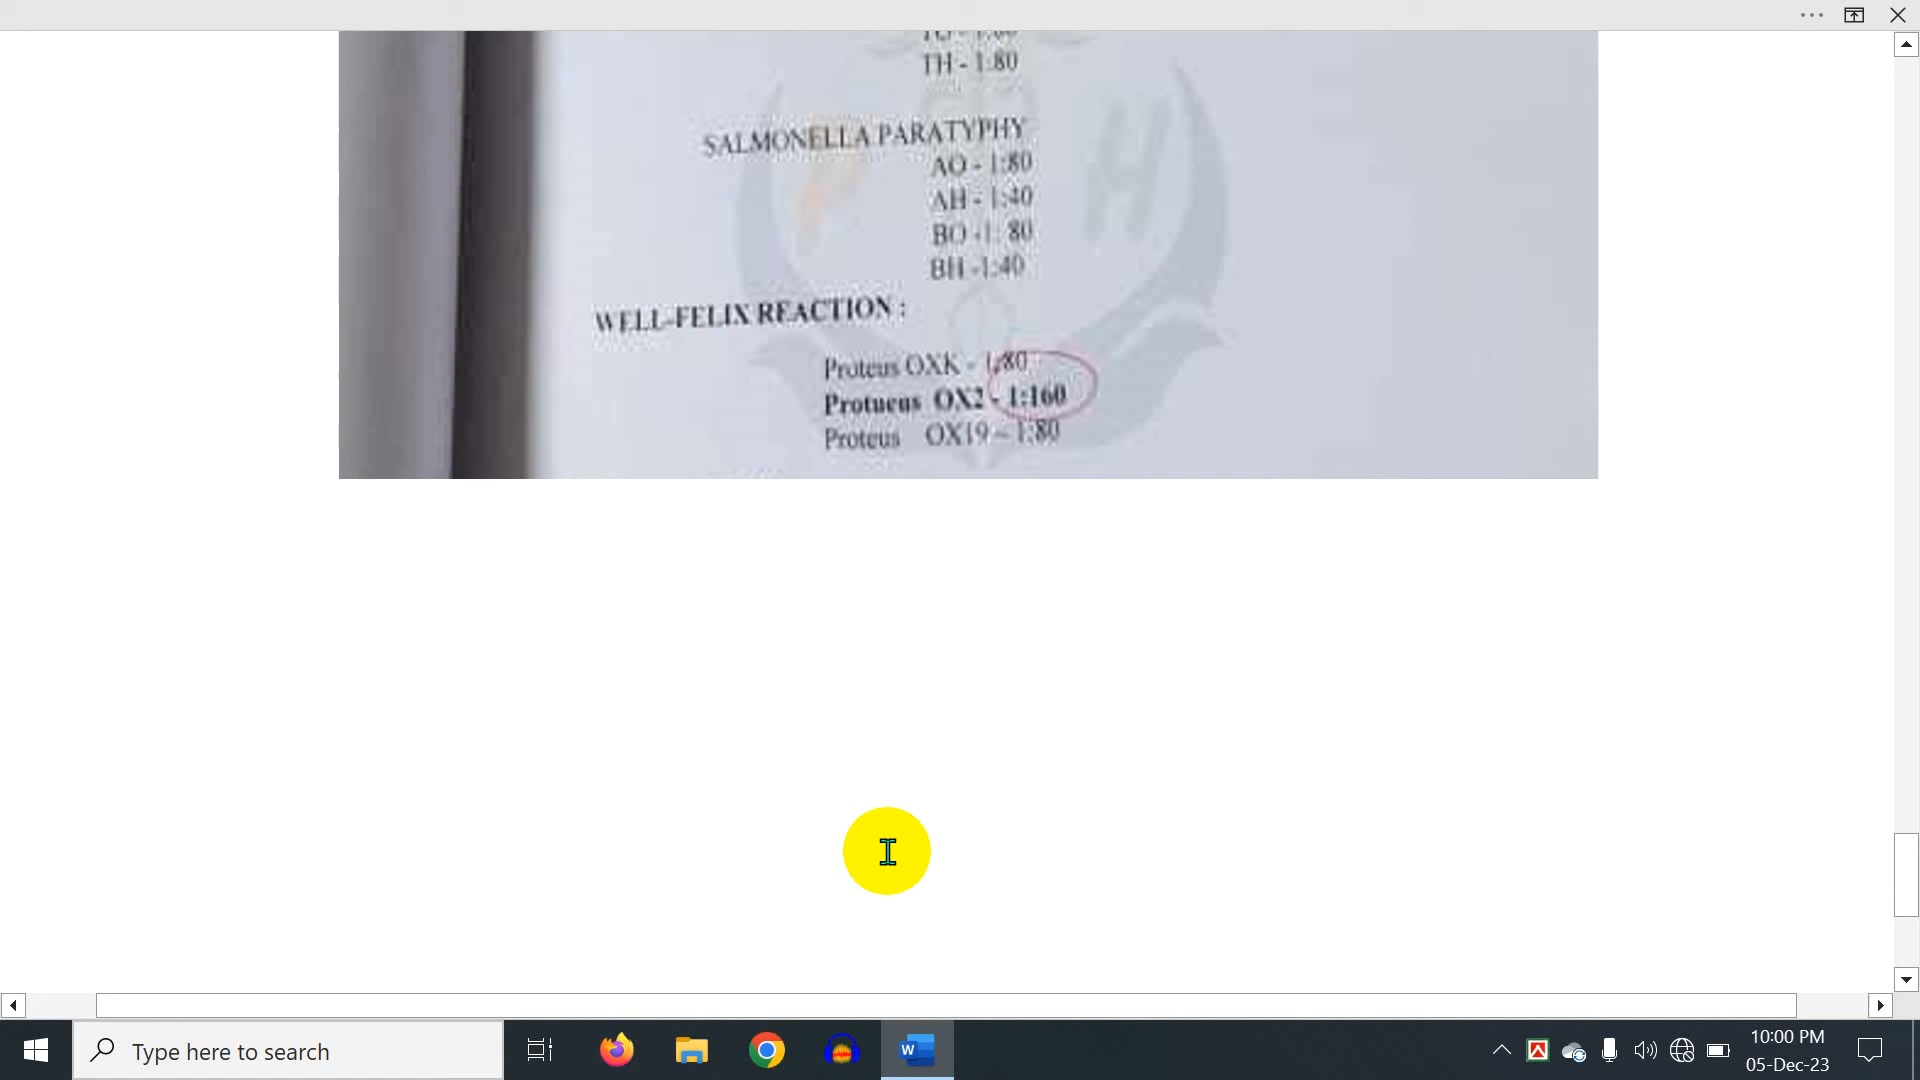 TH - 1:80
SALMONELLA PARATYPHY
AO - 1:80
AH - 1:40
BO -1: 80
BH -1:40
WELL-FELIX REACTION :
Proteus OXK - 1:80
Protueus OX2 - 1:160
Proteus OX19 – 1:80
Type here to search
10:00 PM
05-Dec-23